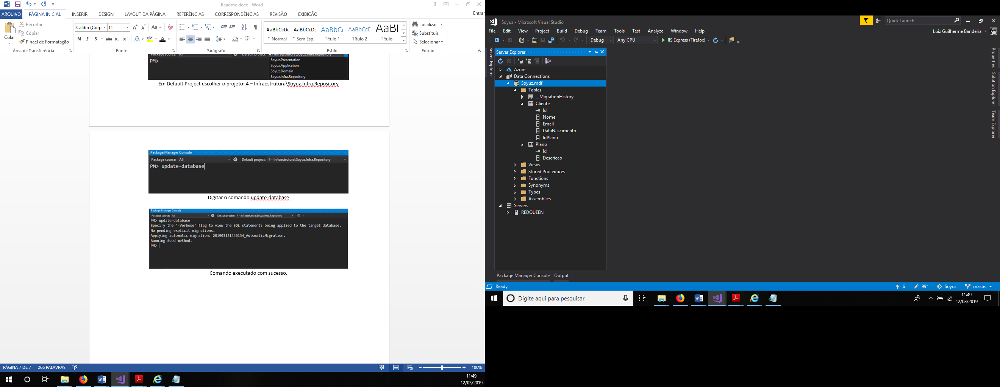 Readme.docx - Word
ARQUIVO PÁGINA INICIAL INSERIR DESIGN LAYOUT DA PÁGINA REFERÊNCIAS CORRESPONDÊNCIAS REVISÃO EXIBIÇÃO Entrar
Colar
Recortar
Copiar
Pincel de Formatação
Área de Transferência
Calibri (Corp 11
Aa
N I S abc x₂ x²
Fonte
Parágrafo
AaBbCcDc AaBbCcDc AaBbCc AaBbCcD AaBl
¶ Normal ¶ Sem Esp... Título 1 Título 2 Título
Estilo
Localizar
Substituir
Selecionar
Edição
Package source: All Default project: 4 - Infraestrutura\Soyuz.Infra.Repository
PM>
Soyuz.Presentation
Soyuz.Application
Soyuz.Domain
Soyuz.Infra.Repository
Em Default Project escolher o projeto: 4 – Infraestrutura\Soyuz.Infra.Repository
Package Manager Console
Package source: All Default project: 4 - Infraestrutura\Soyuz.Infra.Repository
PM> update-database
Digitar o comando update-database
Package Manager Console
Package source: All Default project: 4 - Infraestrutura\Soyuz.Infra.Repository
PM> update-database
Specify the '-Verbose' flag to view the SQL statements being applied to the target database.
No pending explicit migrations.
Applying automatic migration: 201903121446134_AutomaticMigration.
Running Seed method.
PM>
Comando executado com sucesso.
PÁGINA 7 DE 7 266 PALAVRAS 100%
11:49
12/03/2019
Soyuz - Microsoft Visual Studio
Quick Launch
File Edit View Project Build Debug Team Tools Test Analyze Window Help
Luiz Guilherme Bandeira
Debug Any CPU IIS Express (Firefox)
Server Explorer
Server Explorer
Azure
Data Connections
Soyuz.mdf
Tables
__MigrationHistory
Cliente
Id
Nome
Email
DataNascimento
IdPlano
Plano
Id
Descricao
Views
Stored Procedures
Functions
Synonyms
Types
Assemblies
Servers
REDQUEEN
Properties
Solution Explorer
Team Explorer
Package Manager Console Output
Ready 6 99* Soyuz master
Digite aqui para pesquisar
11:49
12/03/2019